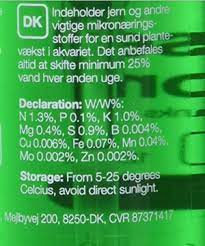 DK
Indeholder jern og andre
vigtige mikronærings-
stoffer for en sund plante-
vækst i akvariet. Det anbefales
altid at skifte minimum 25%
vand hver anden uge.
Declaration: W/W%:
N 1.3%, P 0.1%, K 1.0%,
Mg 0.4%, S 0.9%, B 0.004%,
Cu 0.006%, Fe 0.07%, Mn 0.04%,
Mo 0.002%, Zn 0.002%.
Storage: From 5-25 degrees
Celcius, avoid direct sunlight.
Mejlbyvej 200, 8250-DK, CVR 87371417